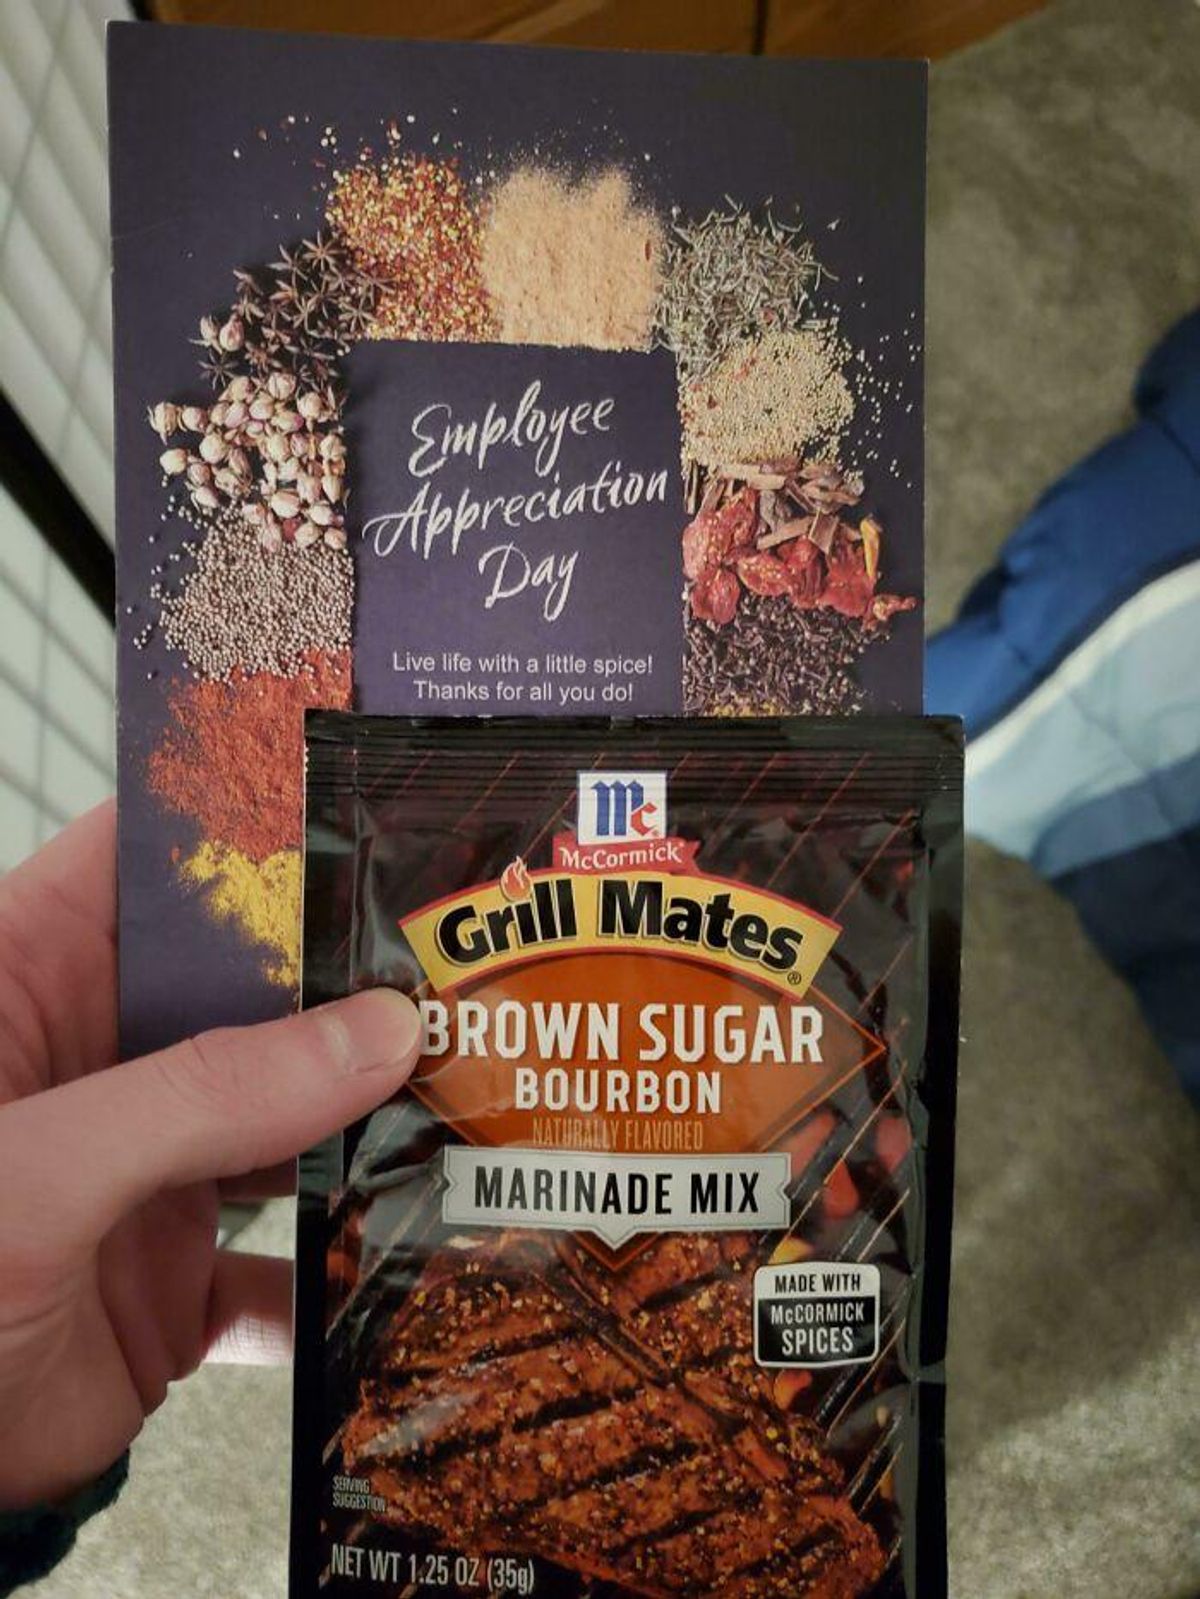 Employee
Appreciation
Day
Live life with a little spice!
Thanks for all you do!
Mc
McCormick®
Grill Mates®
BROWN SUGAR
BOURBON
NATURALLY FLAVORED
MARINADE MIX
MADE WITH
McCORMICK
SPICES
SERVING
SUGGESTION
NET WT 1.25 OZ (35g)